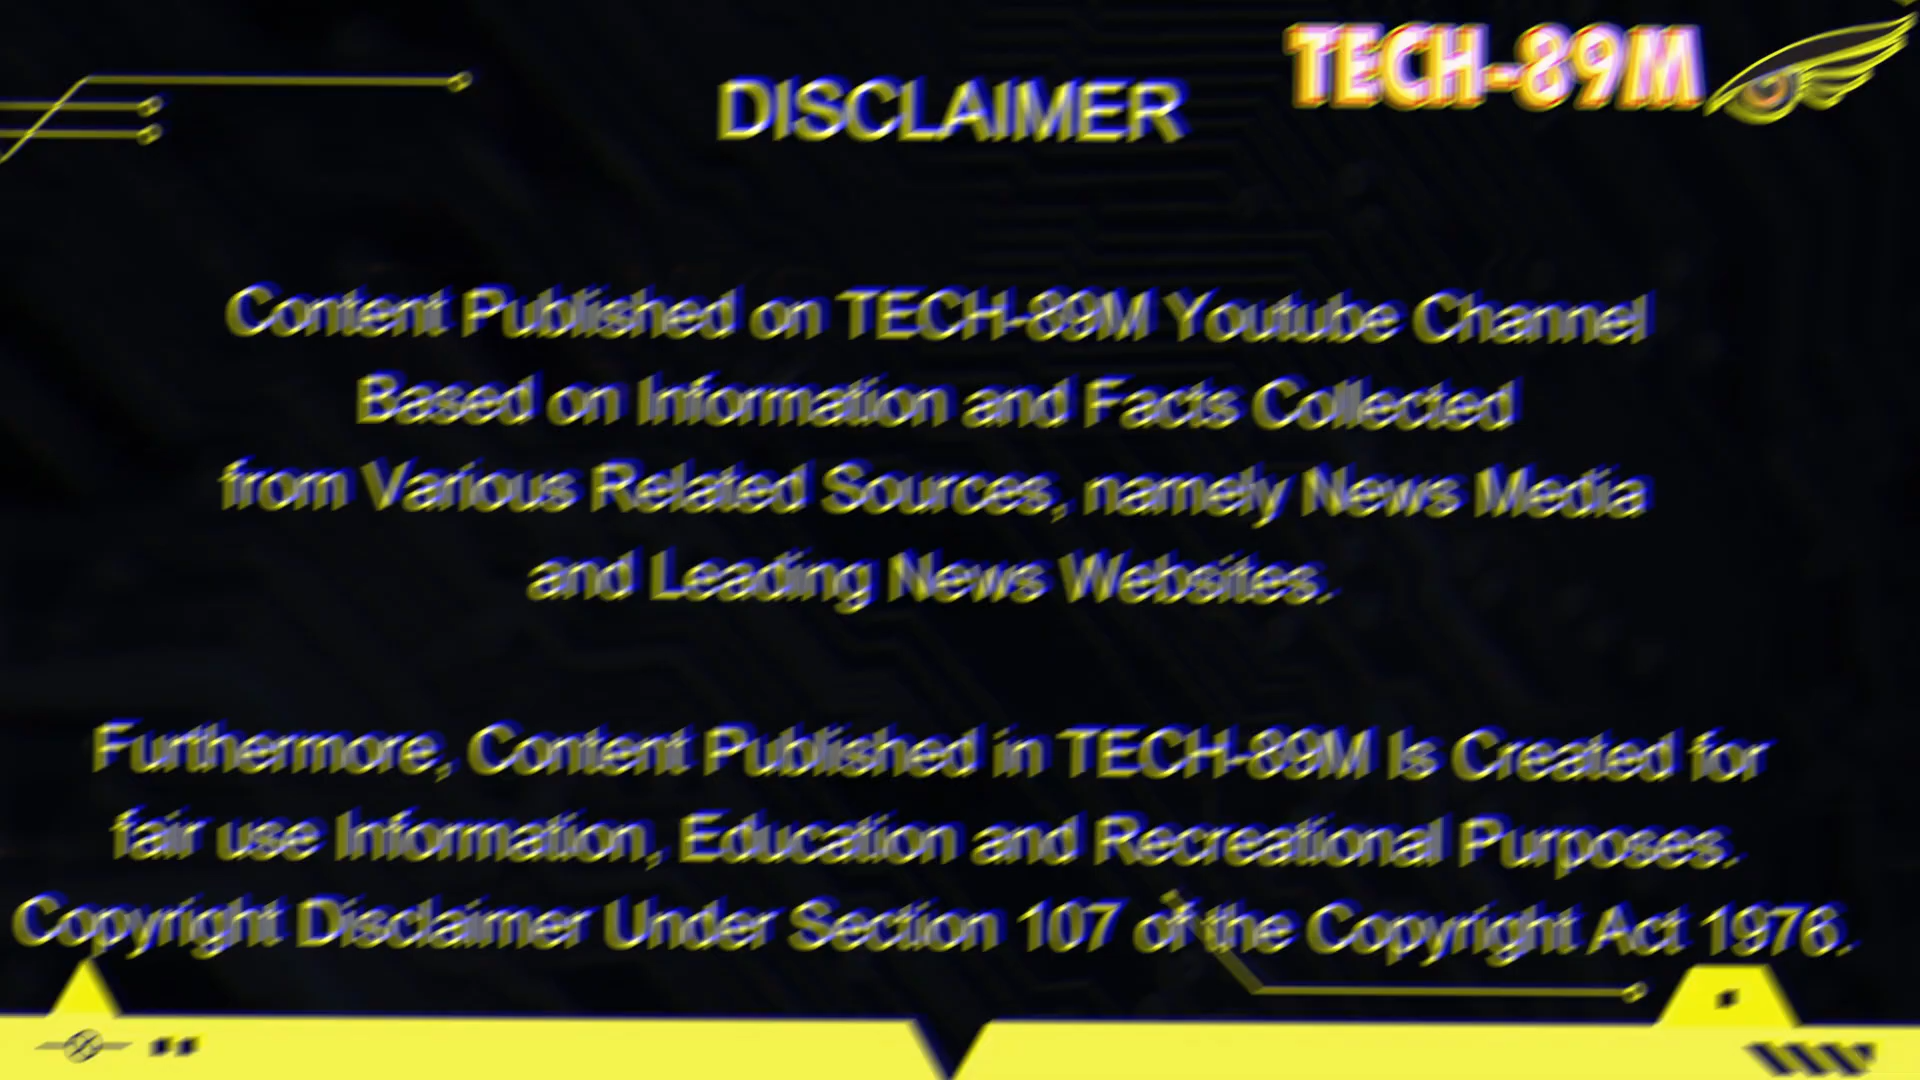 TECH-89M
DISCLAIMER
Content Published on TECH-89M Youtube Channel
Based on Information and Facts Collected
from Various Related Sources, namely News Media
and Leading News Websites.
Furthermore, Content Published in TECH-89M Is Created for
fair use Information, Education and Recreational Purposes.
Copyright Disclaimer Under Section 107 of the Copyright Act 1976.